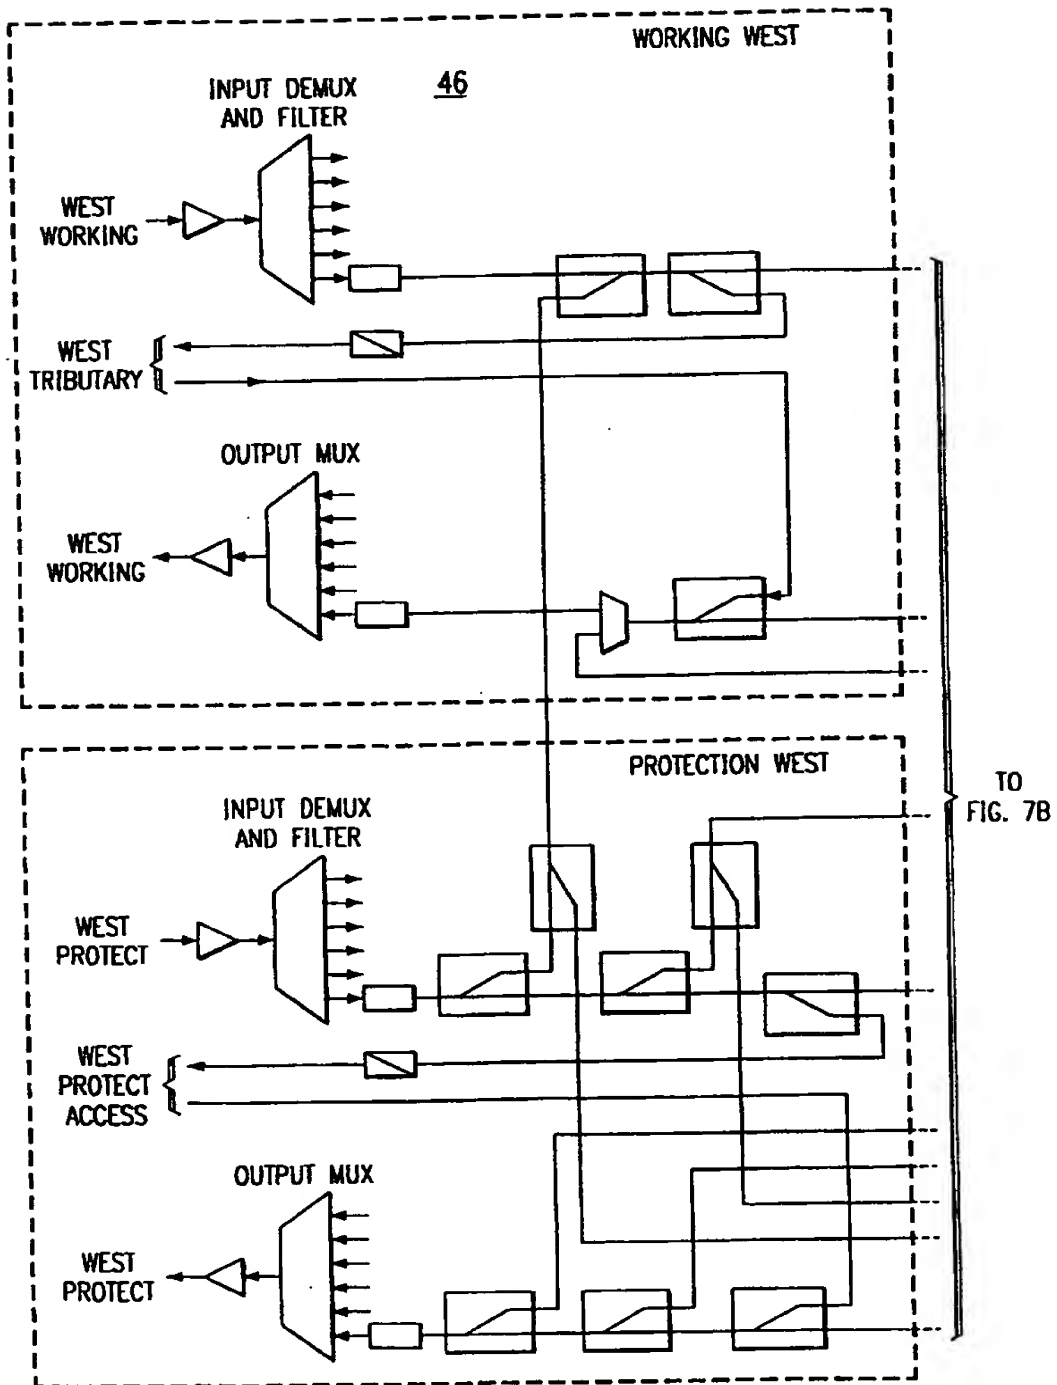 WORKING WEST
46
INPUT DEMUX
AND FILTER
WEST
WORKING
WEST
TRIBUTARY
OUTPUT MUX
WEST
WORKING
PROTECTION WEST
TO
FIG. 7B
INPUT DEMUX
AND FILTER
WEST
PROTECT
WEST
PROTECT
ACCESS
OUTPUT MUX
WEST
PROTECT